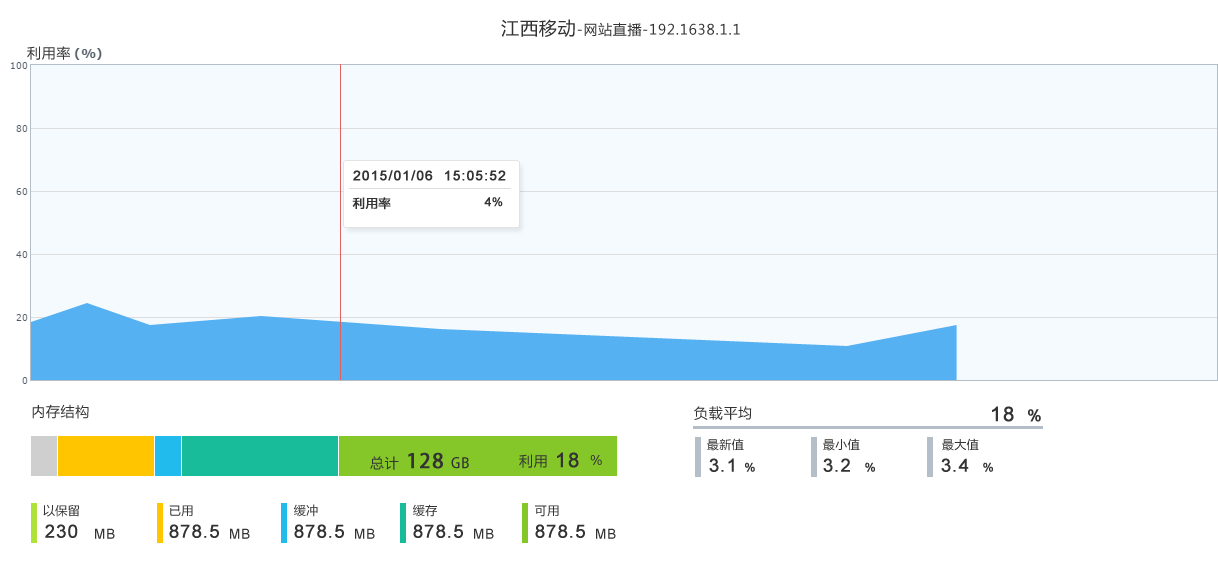 江西移动-网站直播-192.1638.1.1
利用率 (%)
100
80
60
40
20
0
2015/01/06 15:05:52
利用率 4%
内存结构
总计 128 GB 利用 18 %
以保留
230 MB
已用
878.5 MB
缓冲
878.5 MB
缓存
878.5 MB
可用
878.5 MB
负载平均 18 %
最新值
3.1 %
最小值
3.2 %
最大值
3.4 %